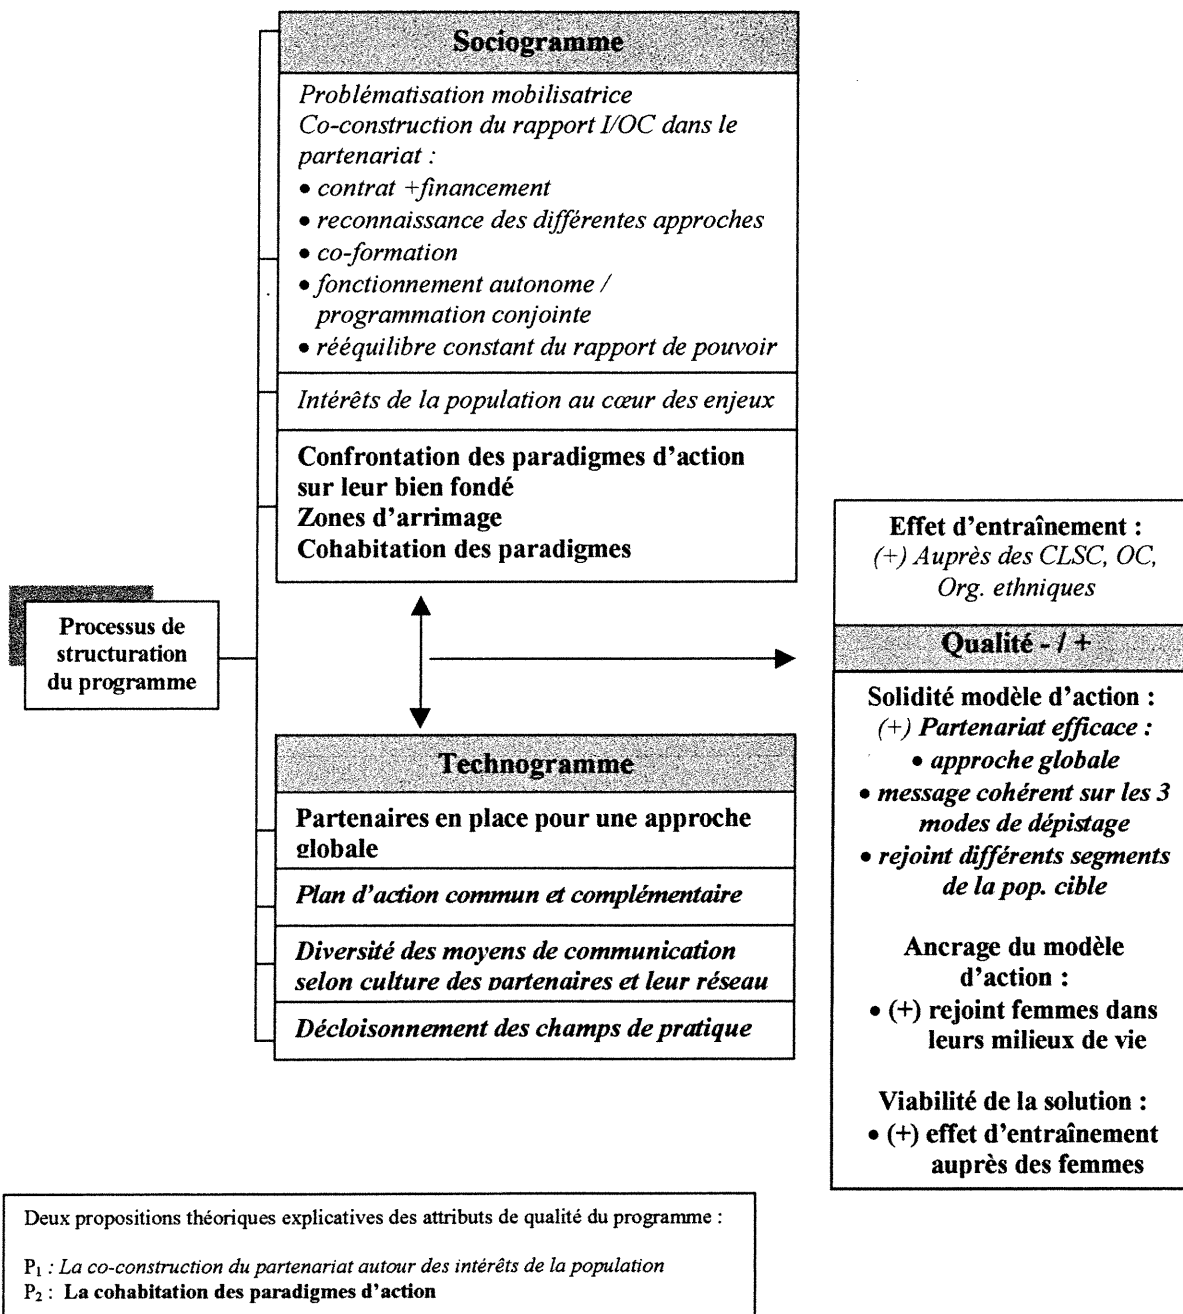 Sociogramme
Problématisation mobilisatrice
Co-construction du rapport I/OC dans le
partenariat :
• contrat +financement
• reconnaissance des différentes approches
• co-formation
• fonctionnement autonome /
programmation conjointe
• rééquilibre constant du rapport de pouvoir
Intérêts de la population au cœur des enjeux
Confrontation des paradigmes d'action
sur leur bien fondé
Zones d'arrimage
Cohabitation des paradigmes
Processus de
structuration
du programme
Technogramme
Partenaires en place pour une approche
globale
Plan d'action commun et complémentaire
Diversité des moyens de communication
selon culture des partenaires et leur réseau
Décloisonnement des champs de pratique
Effet d'entraînement :
(+) Auprès des CLSC, OC,
Org. ethniques
Qualité - / +
Solidité modèle d'action :
(+) Partenariat efficace :
• approche globale
• message cohérent sur les 3
modes de dépistage
• rejoint différents segments
de la pop. cible
Ancrage du modèle
d'action :
• (+) rejoint femmes dans
leurs milieux de vie
Viabilité de la solution :
• (+) effet d'entraînement
auprès des femmes
Deux propositions théoriques explicatives des attributs de qualité du programme :
P₁ : La co-construction du partenariat autour des intérêts de la population
P₂ : La cohabitation des paradigmes d'action